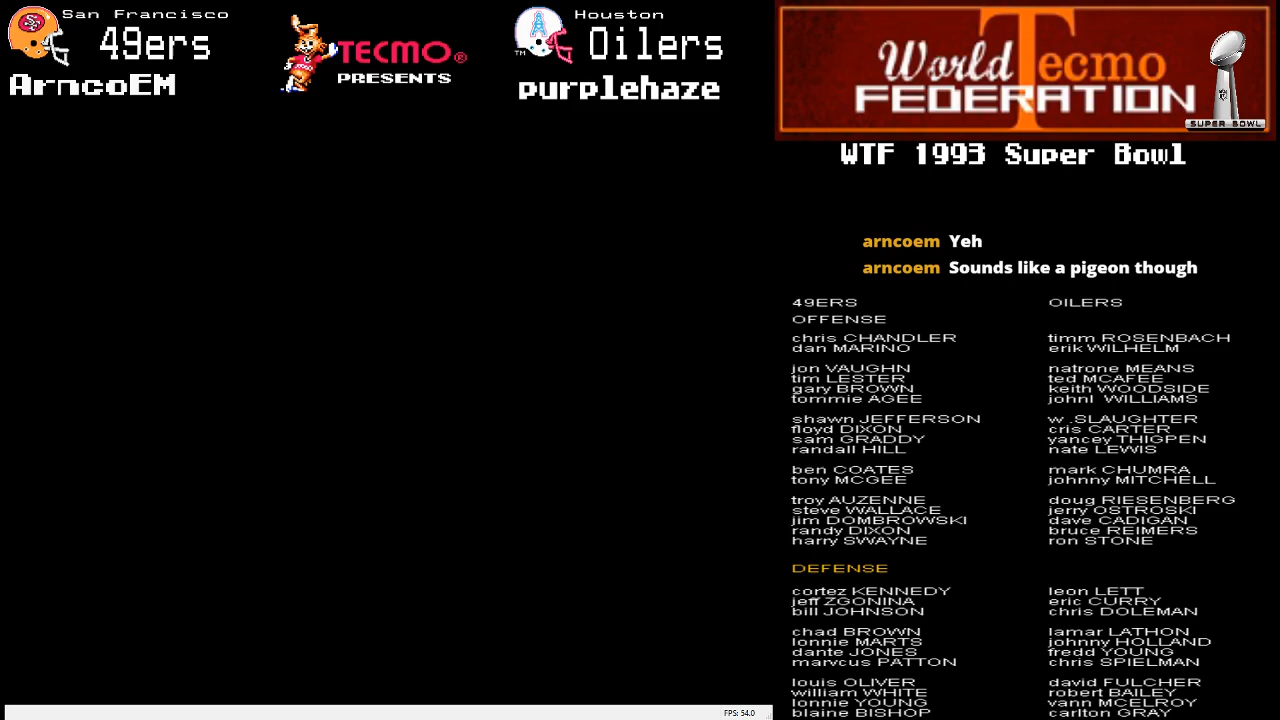 San Francisco
49ers
ArncoEM
TECMO®
PRESENTS
Houston
TM
Oilers
purplehaze
World Tecmo
FEDERATION
SUPER BOWL
WTF 1993 Super Bowl
arncoem Yeh
arncoem Sounds like a pigeon though
49ERS OILERS
OFFENSE
chris CHANDLER timm ROSENBACH
dan MARINO erik WILHELM
jon VAUGHN natrone MEANS
tim LESTER ted MCAFEE
gary BROWN keith WOODSIDE
tommie AGEE johnl WILLIAMS
shawn JEFFERSON w .SLAUGHTER
floyd DIXON cris CARTER
sam GRADDY yancey THIGPEN
randall HILL nate LEWIS
ben COATES mark CHUMRA
tony MCGEE johnny MITCHELL
troy AUZENNE doug RIESENBERG
steve WALLACE jerry OSTROSKI
jim DOMBROWSKI dave CADIGAN
randy DIXON bruce REIMERS
harry SWAYNE ron STONE
DEFENSE
cortez KENNEDY leon LETT
jeff ZGONINA eric CURRY
bill JOHNSON chris DOLEMAN
chad BROWN lamar LATHON
lonnie MARTS johnny HOLLAND
dante JONES fredd YOUNG
marvcus PATTON chris SPIELMAN
louis OLIVER david FULCHER
william WHITE robert BAILEY
lonnie YOUNG vann MCELROY
blaine BISHOP carlton GRAY
FPS: 54.0